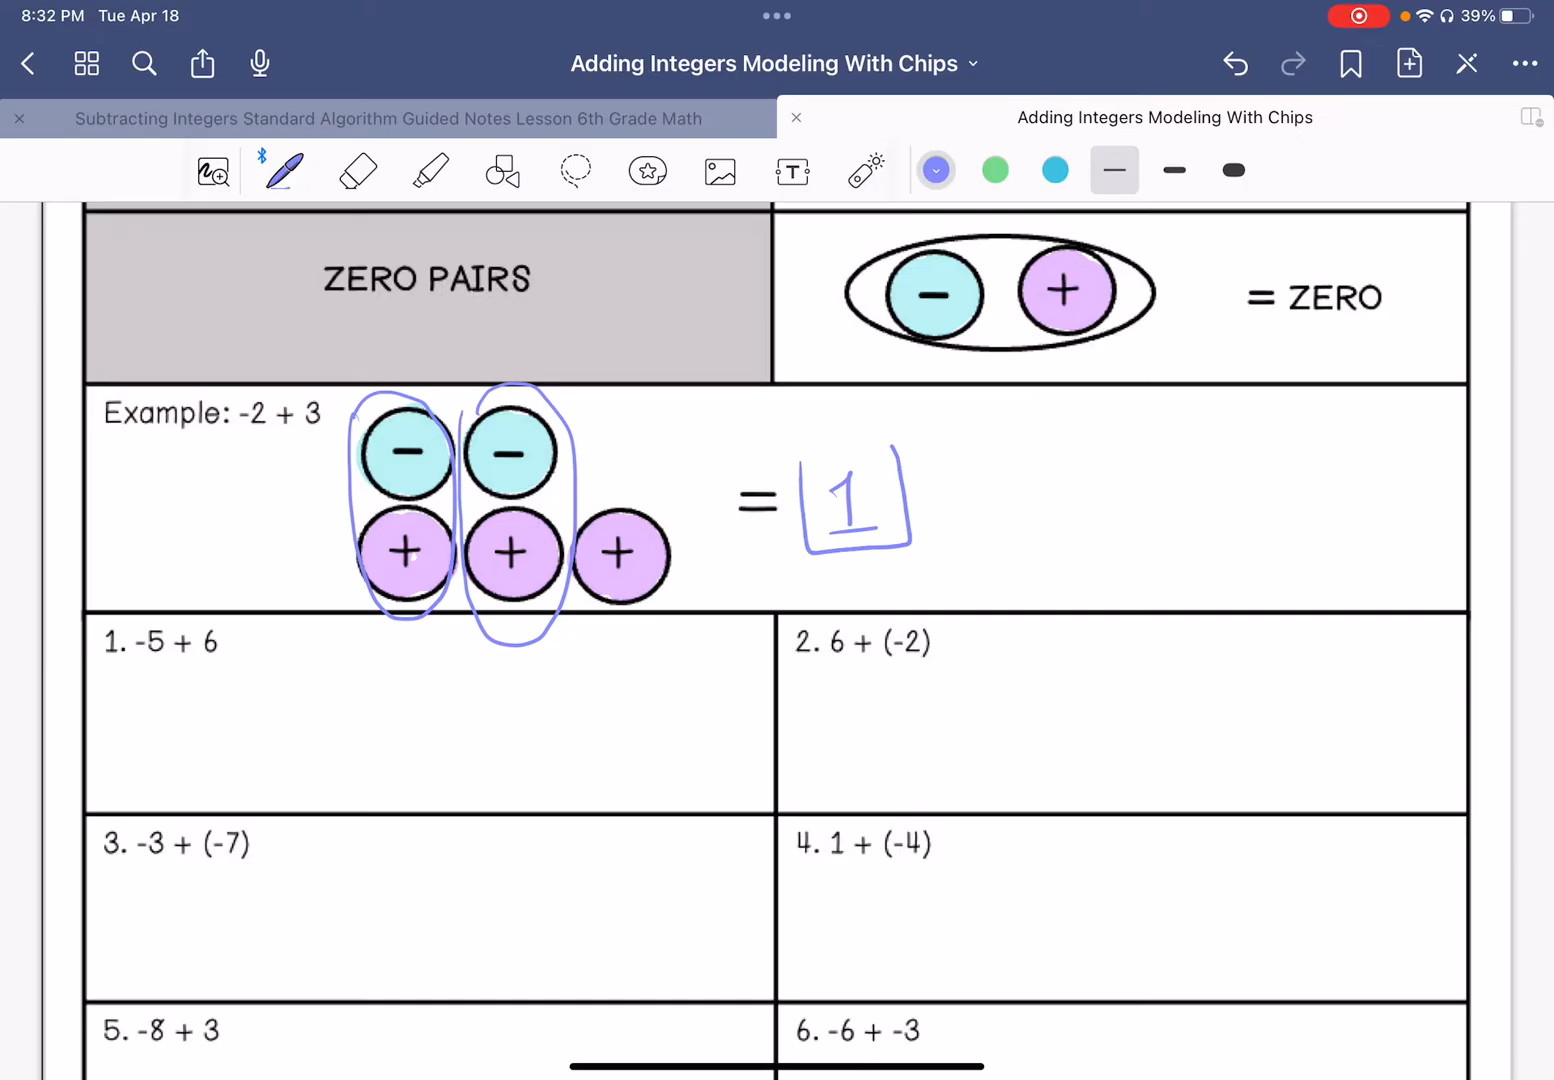 8:32 PM Tue Apr 18
39%
Adding Integers Modeling With Chips
Subtracting Integers Standard Algorithm Guided Notes Lesson 6th Grade Math
Adding Integers Modeling With Chips
T
ZERO PAIRS
- + = ZERO
Example: -2 + 3
- -
+ + +
= 1
1. -5 + 6
2. 6 + (-2)
3. -3 + (-7)
4. 1 + (-4)
5. -8 + 3
6. -6 + -3